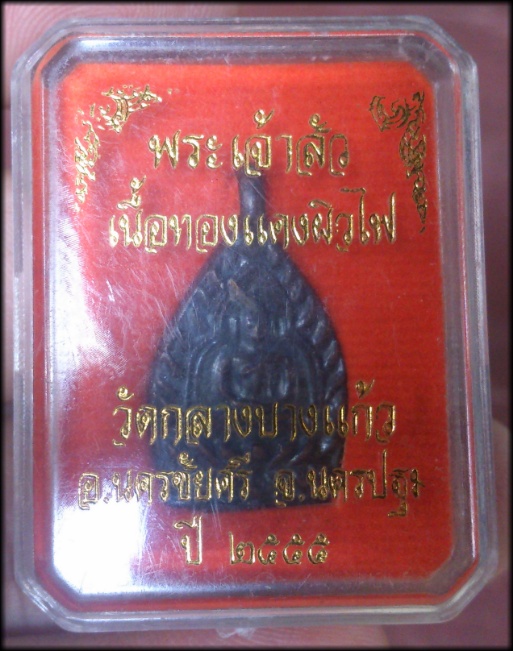 พระเจ้าสัว
เนื้อทองแดงผิวไฟ
วัดกลางบางแก้ว
อ.นครชัยศรี จ.นครปฐม
ปี ๒๕๕๕